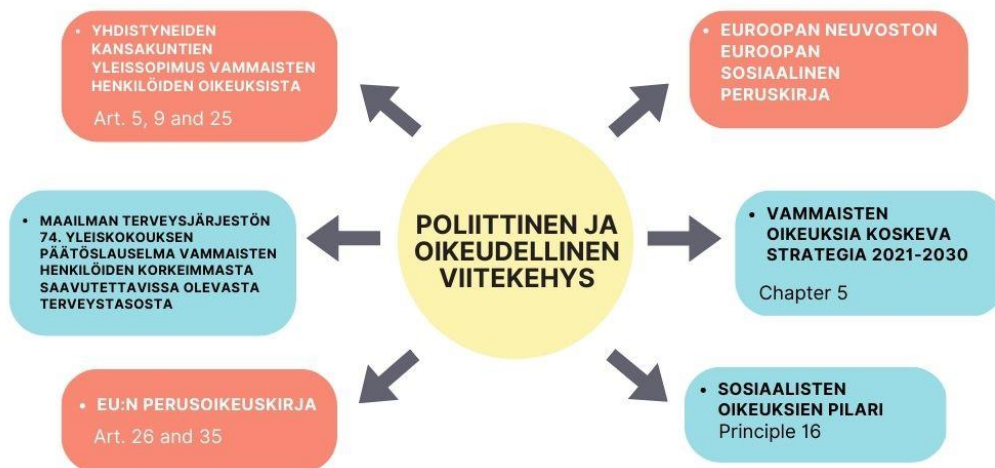 • YHDISTYNEIDEN
KANSAKUNTIEN
YLEISSOPIMUS VAMMAISTEN
HENKILÖIDEN OIKEUKSISTA
Art. 5, 9 and 25
• EUROOPAN NEUVOSTON
EUROOPAN
SOSIAALINEN
PERUSKIRJA
• MAAILMAN TERVEYSJÄRJESTÖN
74. YLEISKOKOUKSEN
PÄÄTÖSLAUSELMA VAMMAISTEN
HENKILÖIDEN KORKEIMMASTA
SAAVUTETTAVISSA OLEVASTA
TERVEYSTASOSTA
POLIITTINEN JA
OIKEUDELLINEN
VIITEKEHYS
• VAMMAISTEN
OIKEUKSIA KOSKEVA
STRATEGIA 2021-2030
Chapter 5
• EU:N PERUSOIKEUSKIRJA
Art. 26 and 35
• SOSIAALISTEN
OIKEUKSIEN PILARI
Principle 16